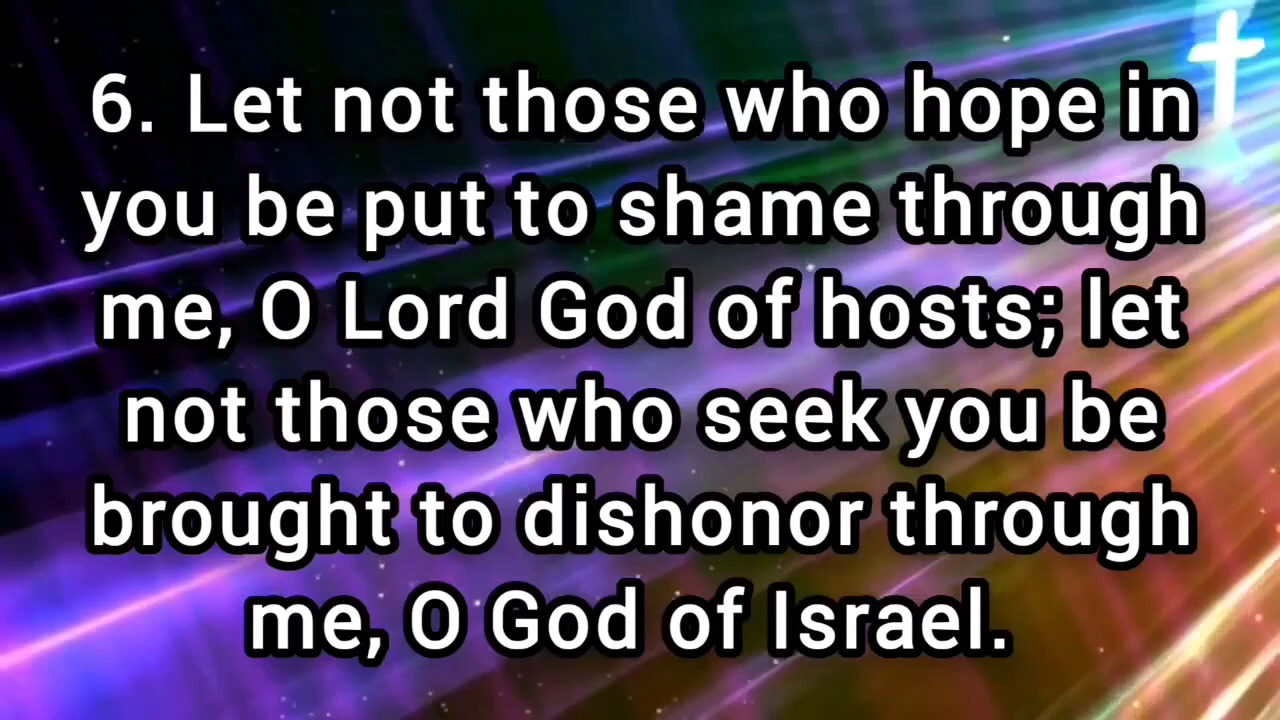 6. Let not those who hope in
you be put to shame through
me, O Lord God of hosts; let
not those who seek you be
brought to dishonor through
me, O God of Israel.